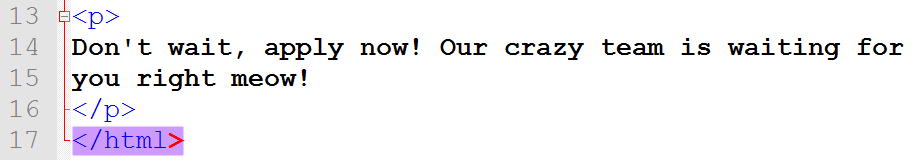 13 <p>
14 Don't wait, apply now! Our crazy team is waiting for
15 you right meow!
16 </p>
17 </html>